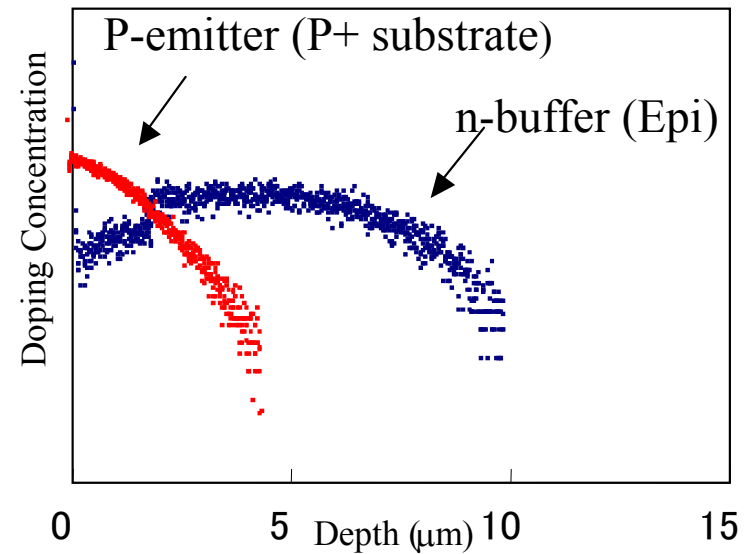 P-emitter (P+ substrate)
n-buffer (Epi)
Doping Concentration
0 5 10 15
Depth (μm)